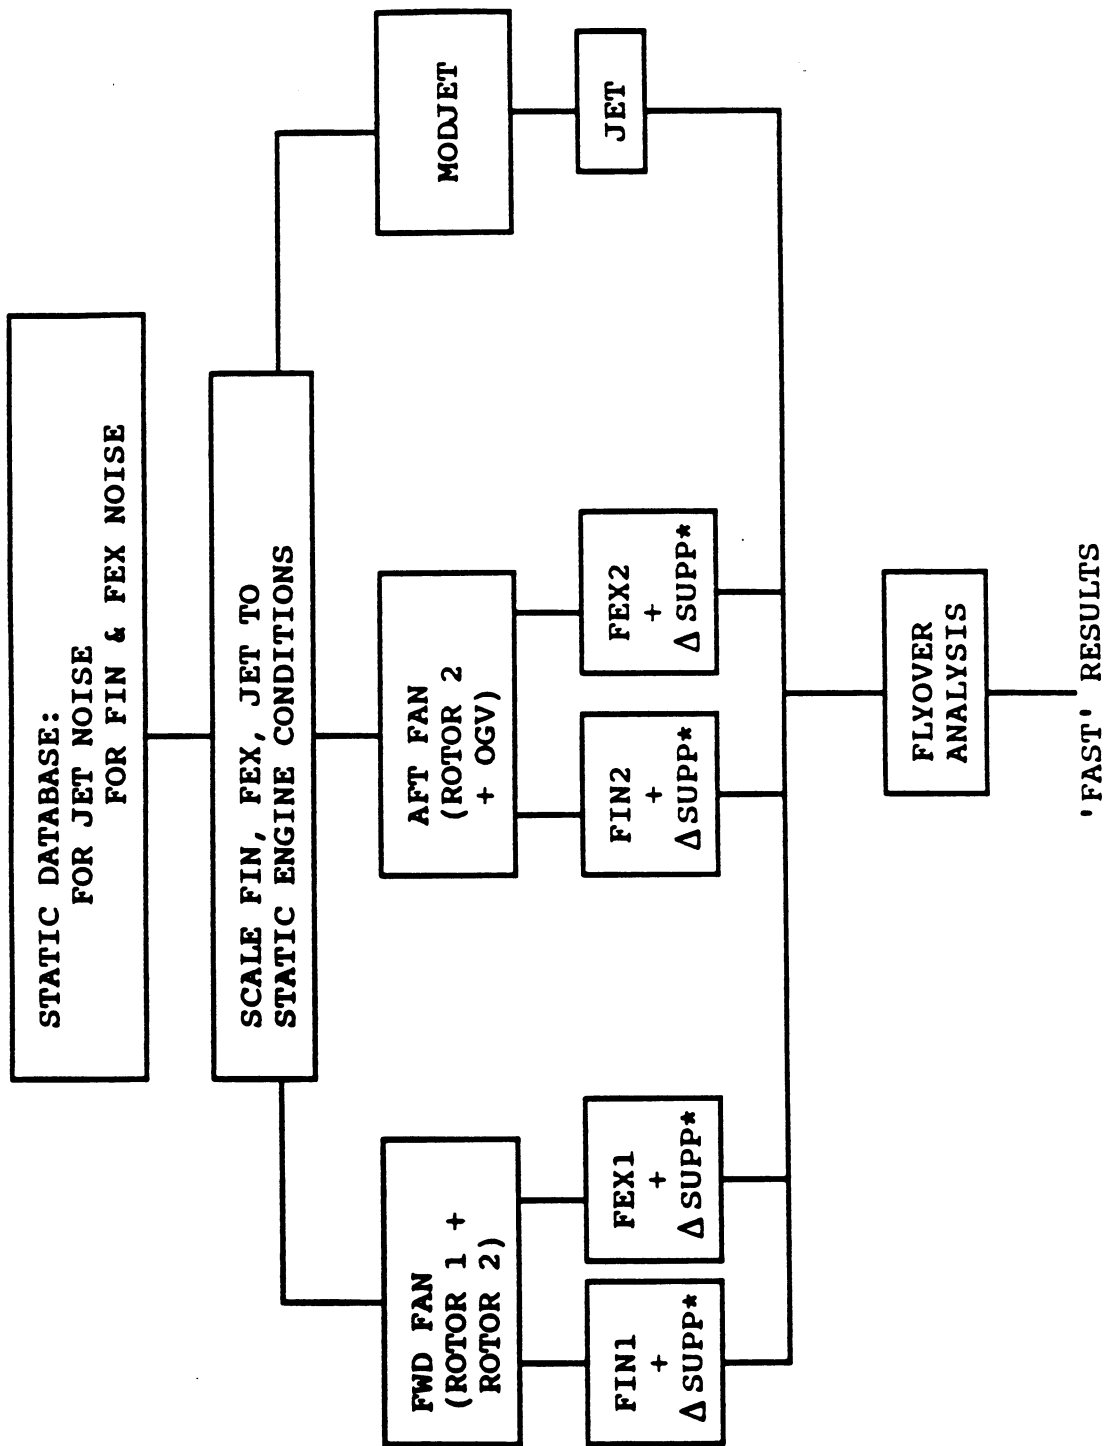 STATIC DATABASE:
FOR JET NOISE
FOR FIN & FEX NOISE
SCALE FIN, FEX, JET TO
STATIC ENGINE CONDITIONS
FWD FAN
(ROTOR 1 +
ROTOR 2)
AFT FAN
(ROTOR 2
+ OGV)
MODJET
FIN1
+
Δ SUPP*
FEX1
+
Δ SUPP*
FIN2
+
ΔSUPP*
FEX2
+
Δ SUPP*
JET
FLYOVER
ANALYSIS
'FAST' RESULTS